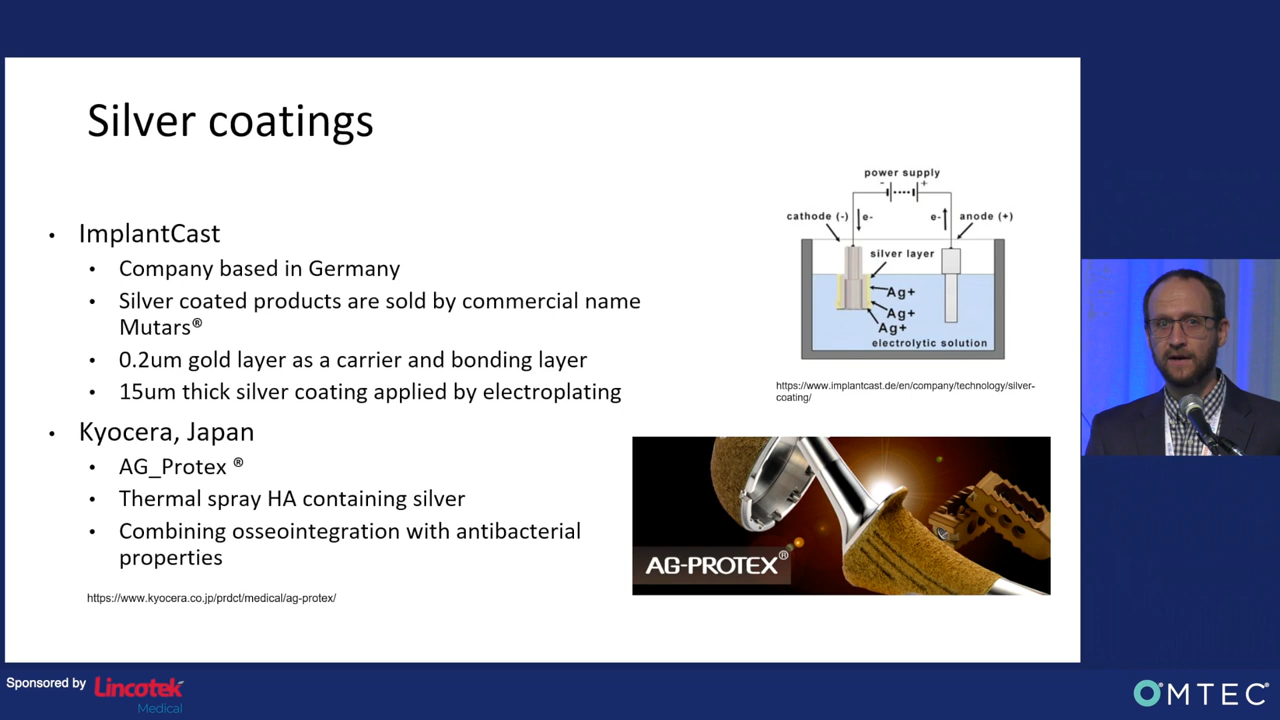 Silver coatings
• ImplantCast
• Company based in Germany
• Silver coated products are sold by commercial name
Mutars®
• 0.2um gold layer as a carrier and bonding layer
• 15um thick silver coating applied by electroplating
• Kyocera, Japan
• AG_Protex ®
• Thermal spray HA containing silver
• Combining osseointegration with antibacterial
properties
https://www.kyocera.co.jp/prdct/medical/ag-protex/
power supply
- +
cathode (-) e- e- anode (+)
silver layer
Ag+
Ag+
Ag+
electrolytic solution
https://www.implantcast.de/en/company/technology/silver-
coating/
AG-PROTEX®
Sponsored by Lincotek
Medical
OMTEC®